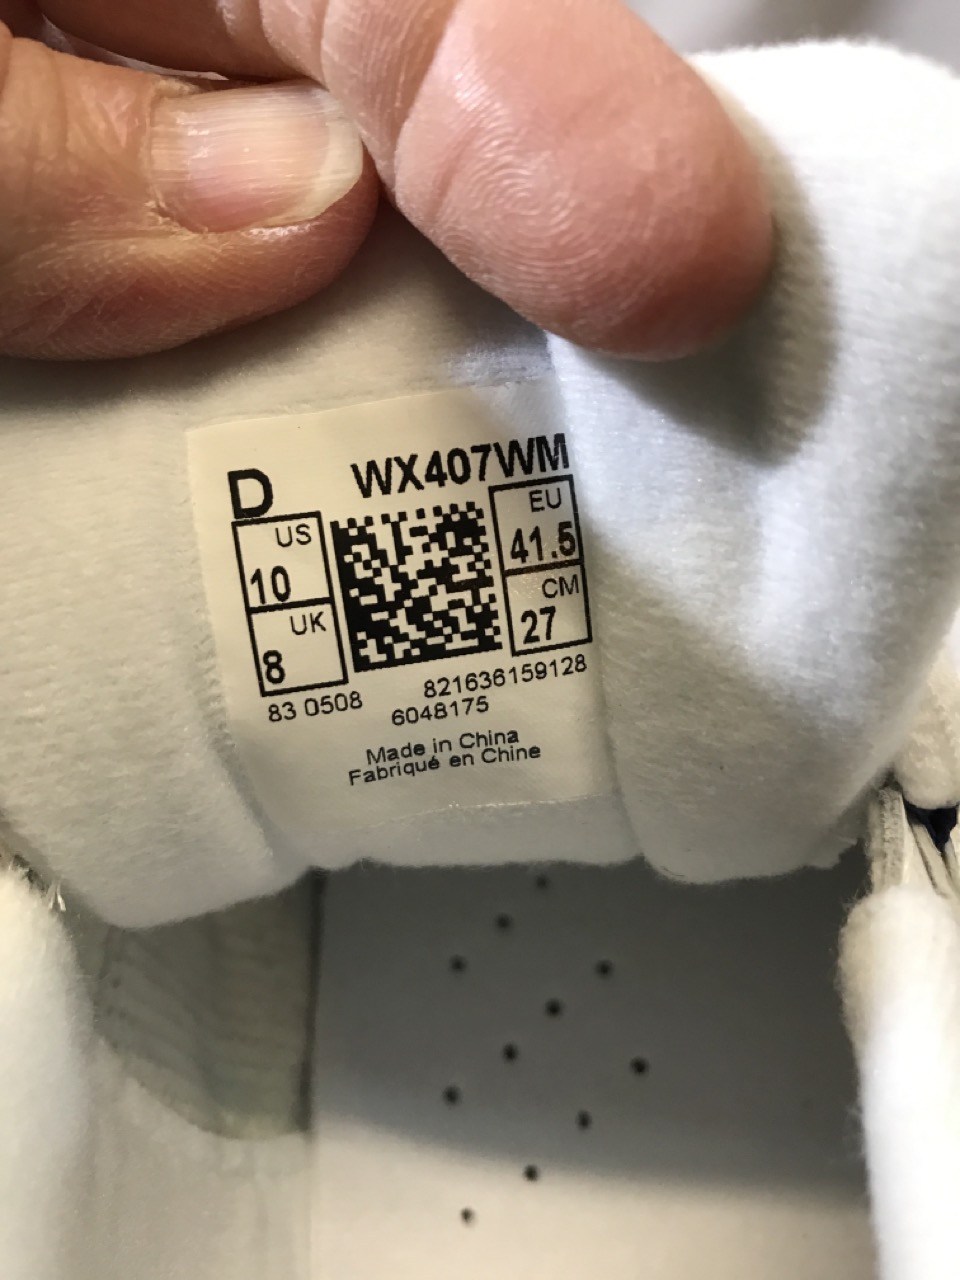 D WX407WM
US
10
UK
8
EU
41.5
CM
27
83 0508 821636159128
6048175
Made in China
Fabriqué en Chine